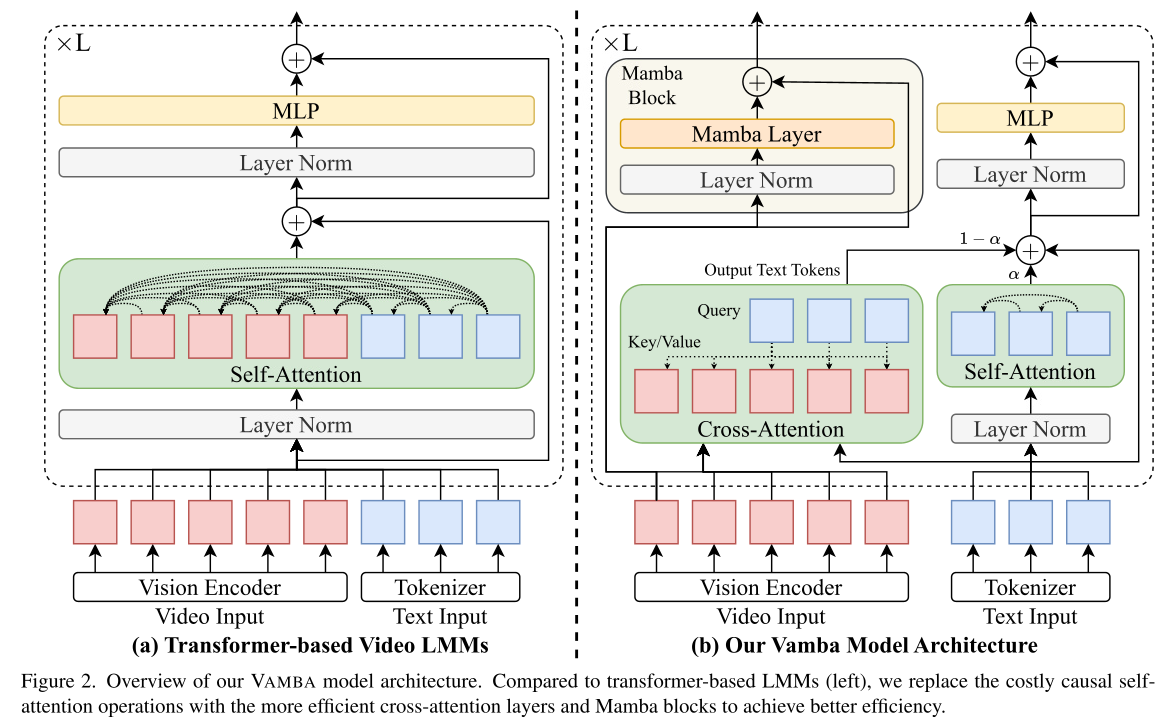 ×L
+
MLP
Layer Norm
+
Self-Attention
Layer Norm
Vision Encoder
Tokenizer
Video Input
Text Input
(a) Transformer-based Video LMMs
×L
Mamba
Block
+
Mamba Layer
Layer Norm
+
MLP
Layer Norm
1 − α
+
α
Output Text Tokens
Query
Key/Value
Cross-Attention
Self-Attention
Layer Norm
Vision Encoder
Tokenizer
Video Input
Text Input
(b) Our Vamba Model Architecture
Figure 2. Overview of our VAMBA model architecture. Compared to transformer-based LMMs (left), we replace the costly causal self-
attention operations with the more efficient cross-attention layers and Mamba blocks to achieve better efficiency.